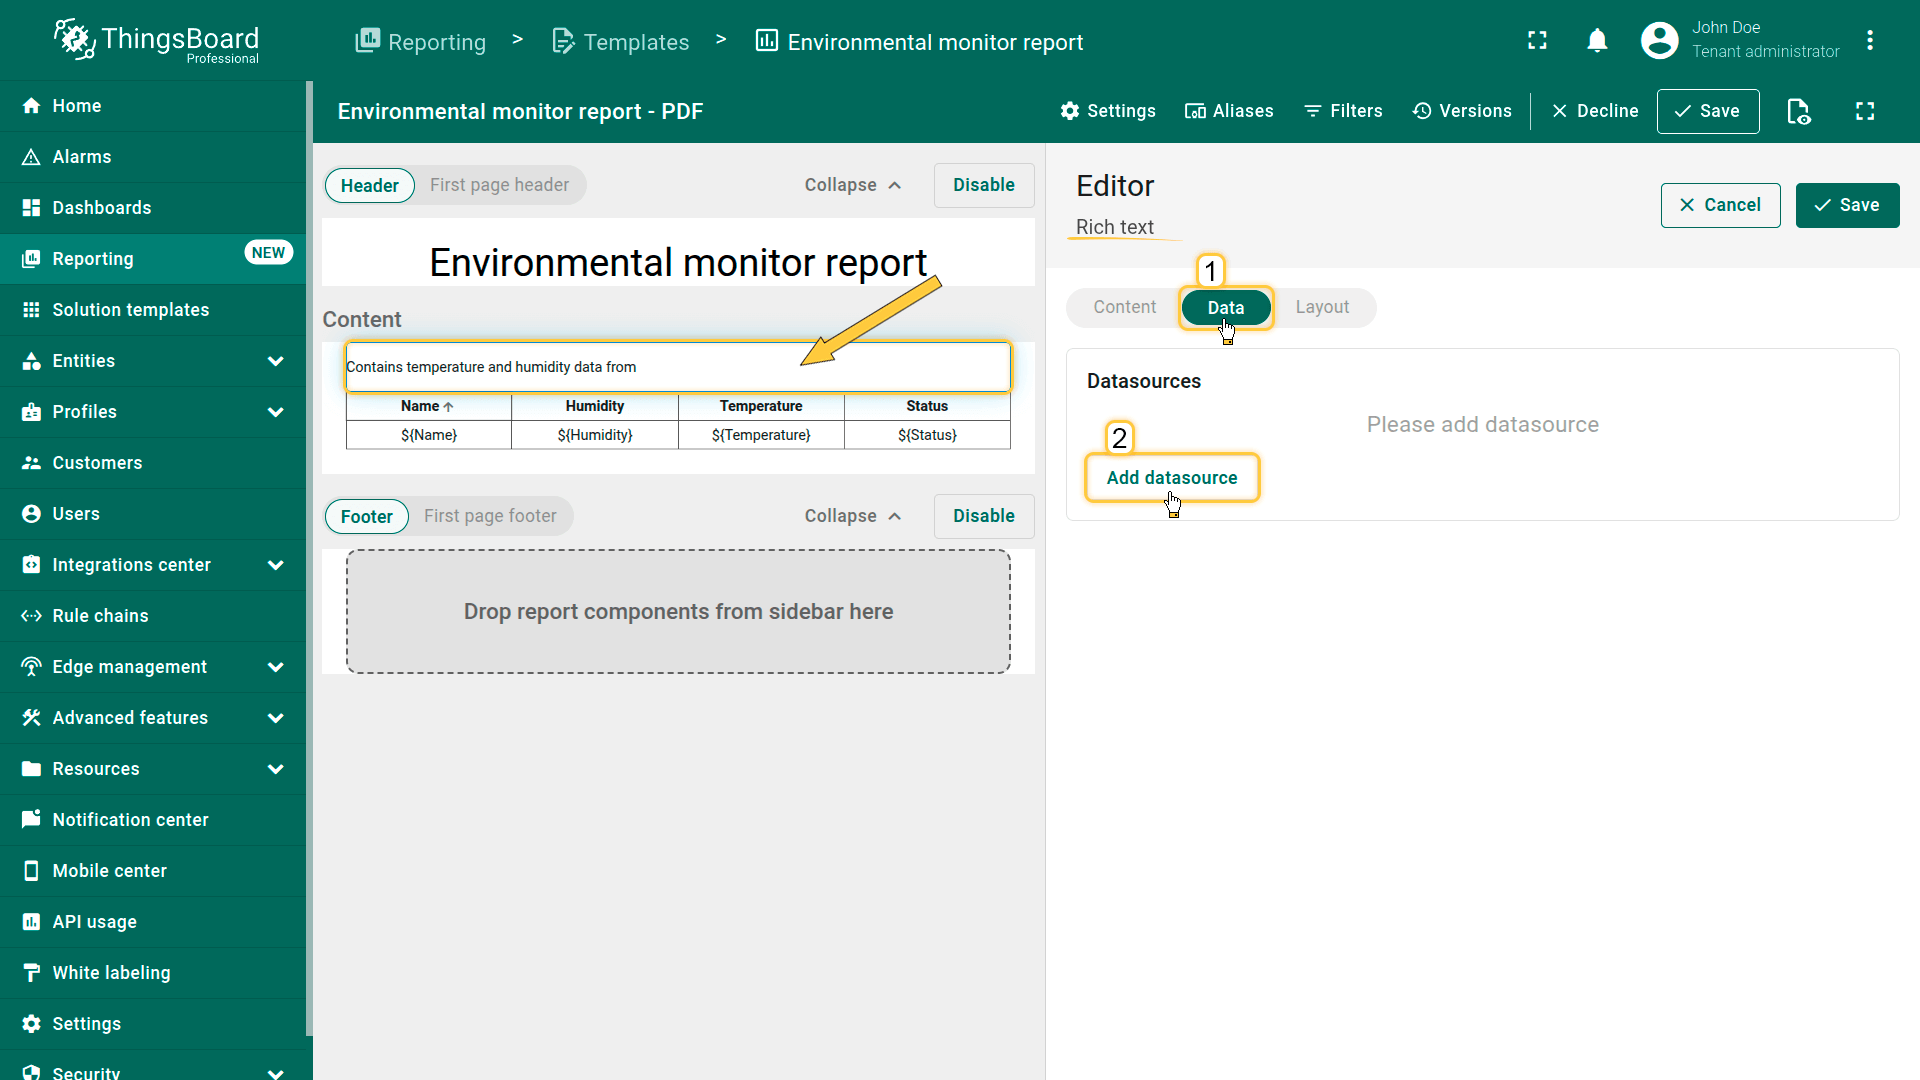 ThingsBoard
Professional
Reporting > Templates > Environmental monitor report
John Doe
Tenant administrator
Home
Alarms
Dashboards
Reporting NEW
Solution templates
Entities
Profiles
Customers
Users
Integrations center
Rule chains
Edge management
Advanced features
Resources
Notification center
Mobile center
API usage
White labeling
Settings
Security
Environmental monitor report - PDF
Settings Aliases Filters Versions Decline Save
Header First page header Collapse Disable
Environmental monitor report
Content
Contains temperature and humidity data from
Name Humidity Temperature Status
${Name} ${Humidity} ${Temperature} ${Status}
Footer First page footer Collapse Disable
Drop report components from sidebar here
Editor
Rich text
Cancel Save
1
Content Data Layout
Datasources
Please add datasource
2
Add datasource